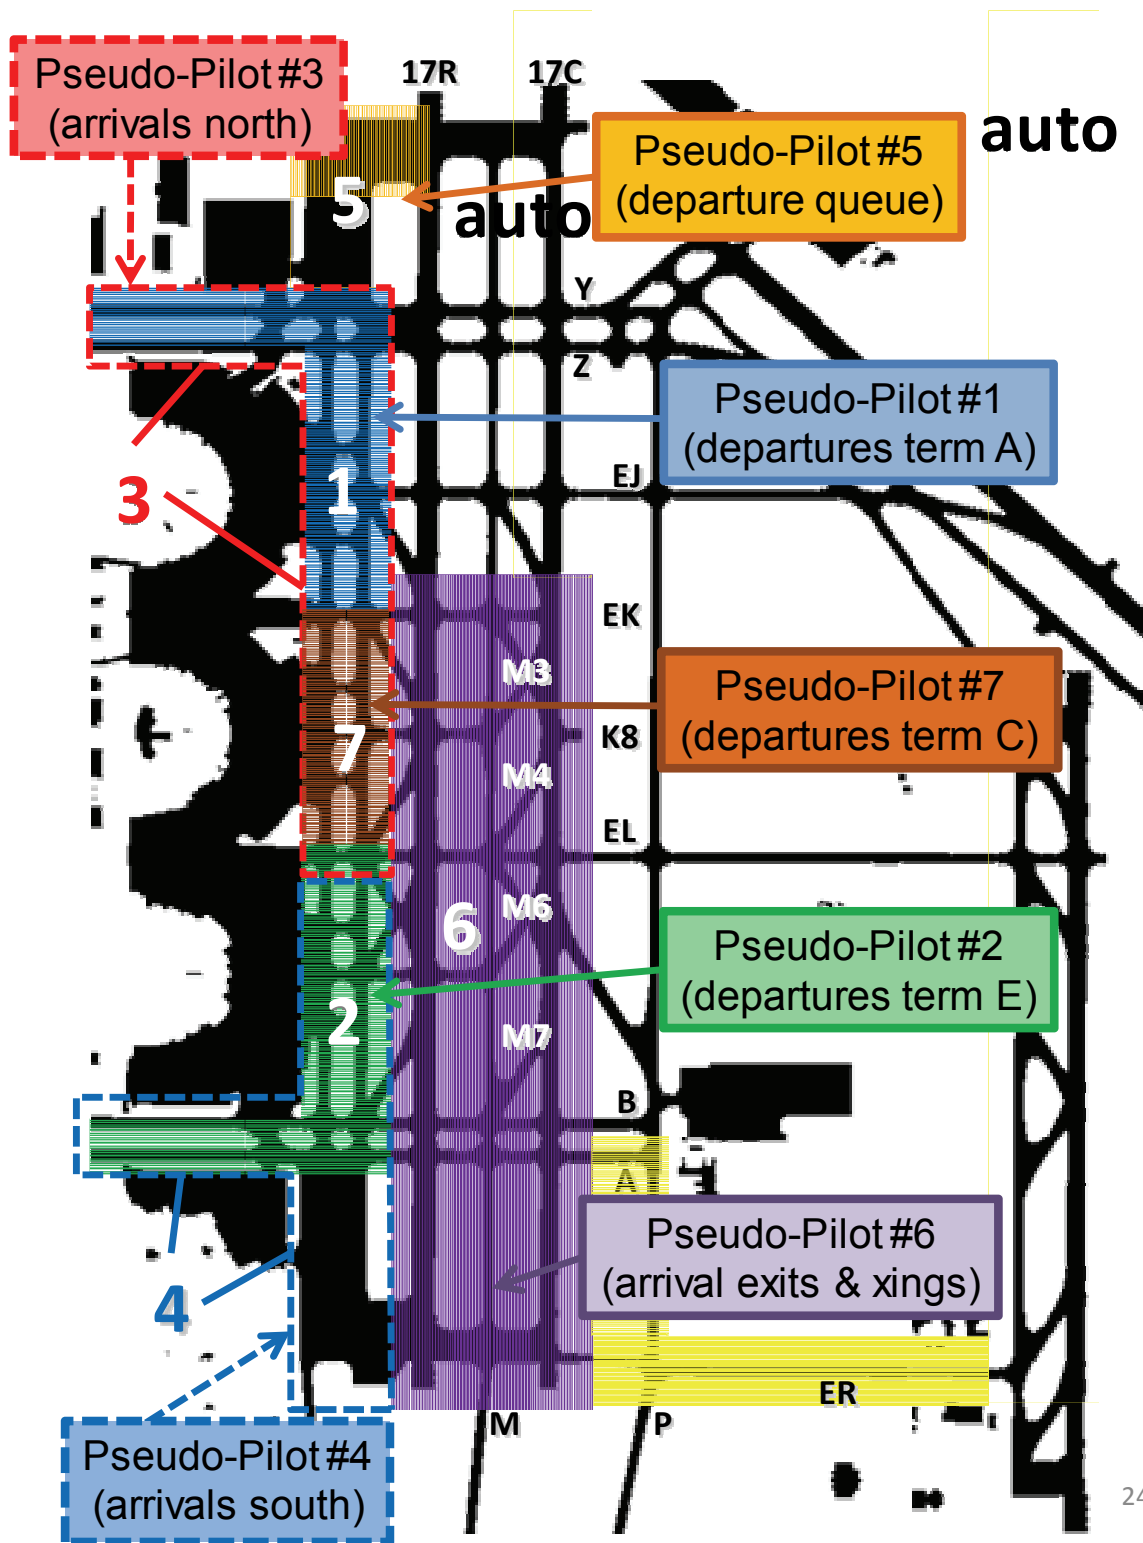 Pseudo-Pilot #3
(arrivals north)
17R
17C
auto
Pseudo-Pilot #5
(departure queue)
5
auto
Y
Z
Pseudo-Pilot #1
(departures term A)
3
1
EJ
EK
M3
Pseudo-Pilot #7
(departures term C)
7
K8
M4
EL
M6
6
Pseudo-Pilot #2
(departures term E)
2
M7
B
A
Pseudo-Pilot #6
(arrival exits & xings)
4
ER
M
P
Pseudo-Pilot #4
(arrivals south)
24